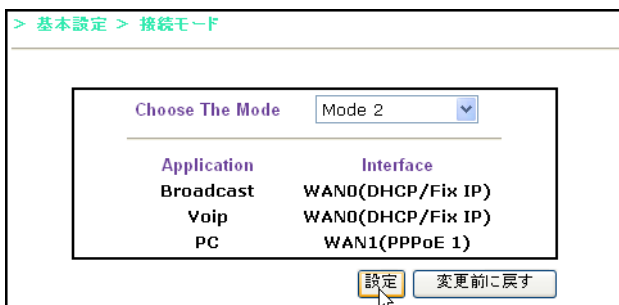 > 基本設定 > 接続モード
Choose The Mode Mode 2
Application Interface
Broadcast WAN0(DHCP/Fix IP)
Voip WAN0(DHCP/Fix IP)
PC WAN1(PPPoE 1)
設定 変更前に戻す